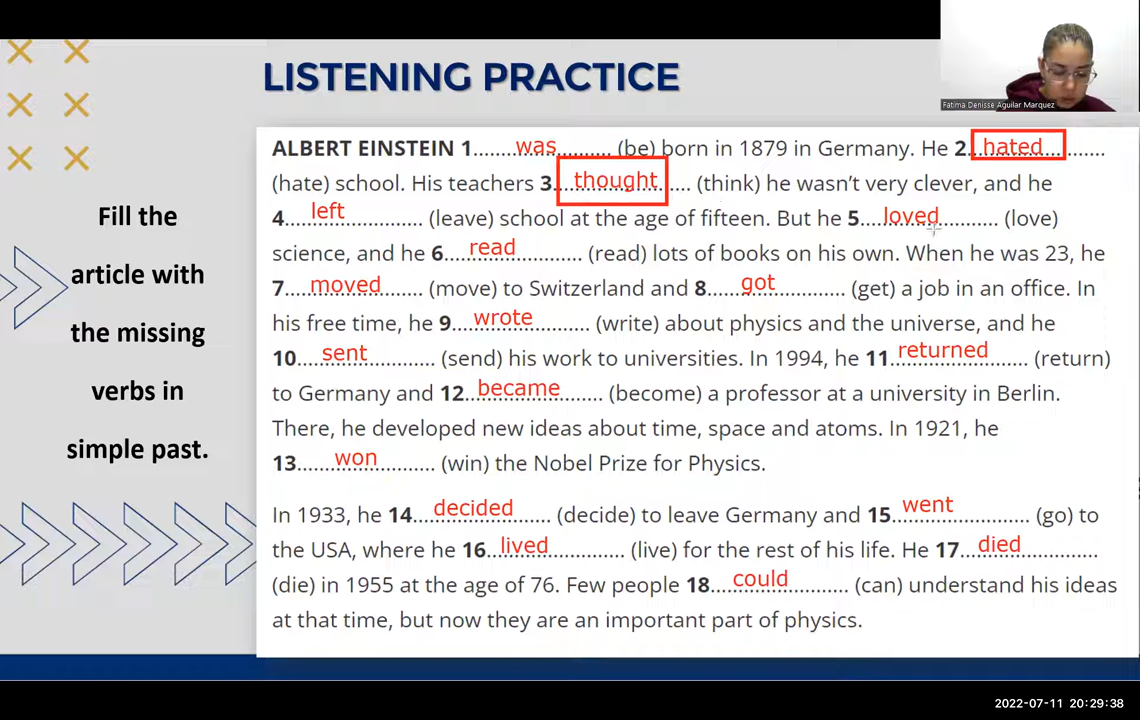 LISTENING PRACTICE
Fatima Denisse Aguilar Marquez
Fill the
article with
the missing
verbs in
simple past.
ALBERT EINSTEIN 1......was.......... (be) born in 1879 in Germany. He 2..hated..........
(hate) school. His teachers 3...thought.... (think) he wasn't very clever, and he
4.....left............ (leave) school at the age of fifteen. But he 5....loved......... (love)
science, and he 6....read.......... (read) lots of books on his own. When he was 23, he
7.....moved....... (move) to Switzerland and 8.....got........... (get) a job in an office. In
his free time, he 9.....wrote......... (write) about physics and the universe, and he
10.....sent.......... (send) his work to universities. In 1994, he 11..returned...... (return)
to Germany and 12..became...... (become) a professor at a university in Berlin.
There, he developed new ideas about time, space and atoms. In 1921, he
13......won......... (win) the Nobel Prize for Physics.
In 1933, he 14...decided...... (decide) to leave Germany and 15..went............ (go) to
the USA, where he 16...lived............ (live) for the rest of his life. He 17...died............
(die) in 1955 at the age of 76. Few people 18....could......... (can) understand his ideas
at that time, but now they are an important part of physics.
2022-07-11 20:29:38